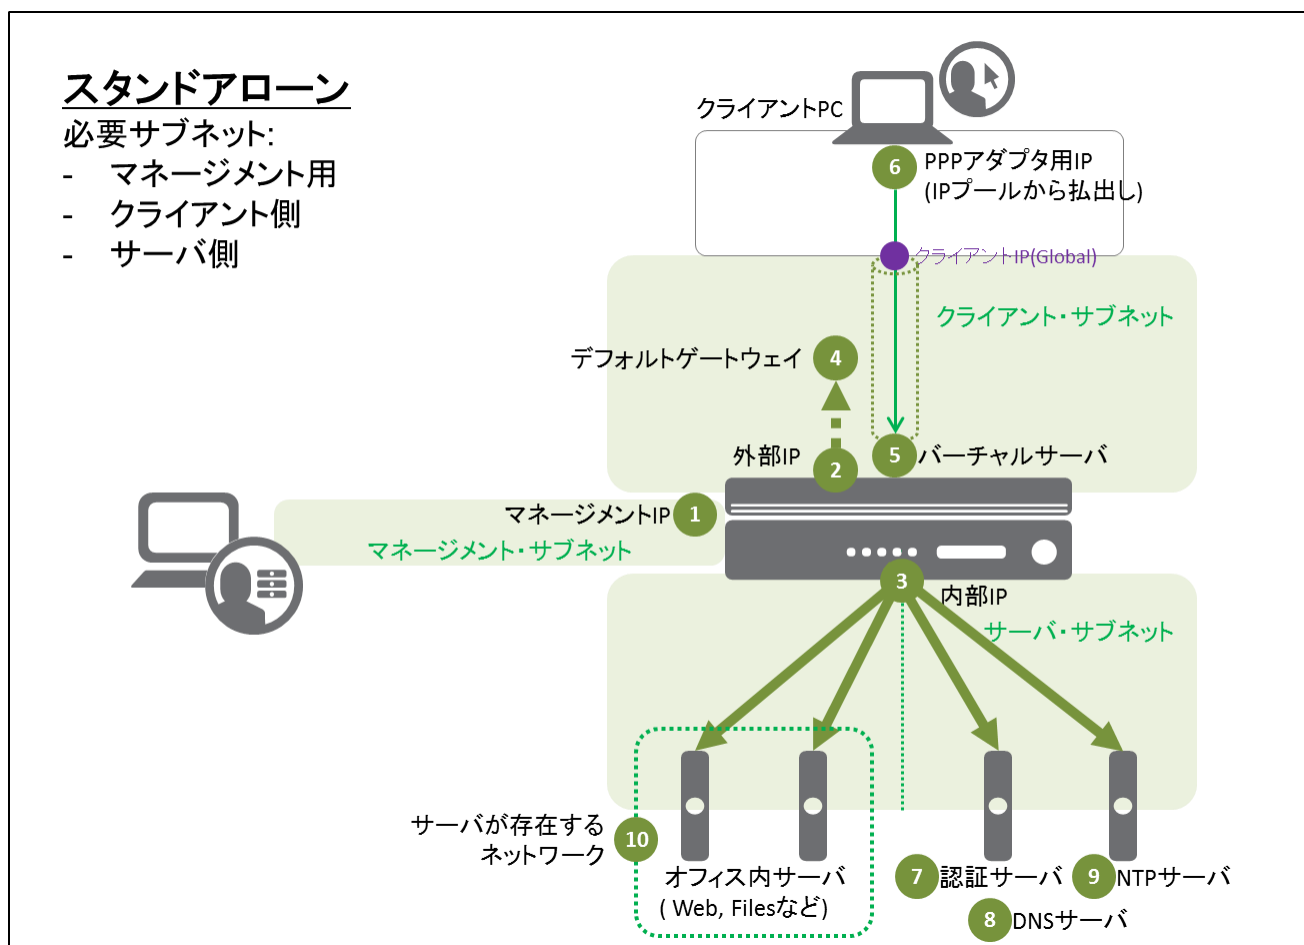 スタンドアローン
必要サブネット:
- マネージメント用
- クライアント側
- サーバ側
クライアントPC
6
PPPアダプタ用IP
(IPプールから払出し)
クライアントIP(Global)
クライアント・サブネット
デフォルトゲートウェイ
4
外部IP
2
5
バーチャルサーバ
マネージメントIP
1
マネージメント・サブネット
3
内部IP
サーバ・サブネット
サーバが存在する
ネットワーク
10
オフィス内サーバ
( Web, Filesなど)
7
認証サーバ
9
NTPサーバ
8
DNSサーバ